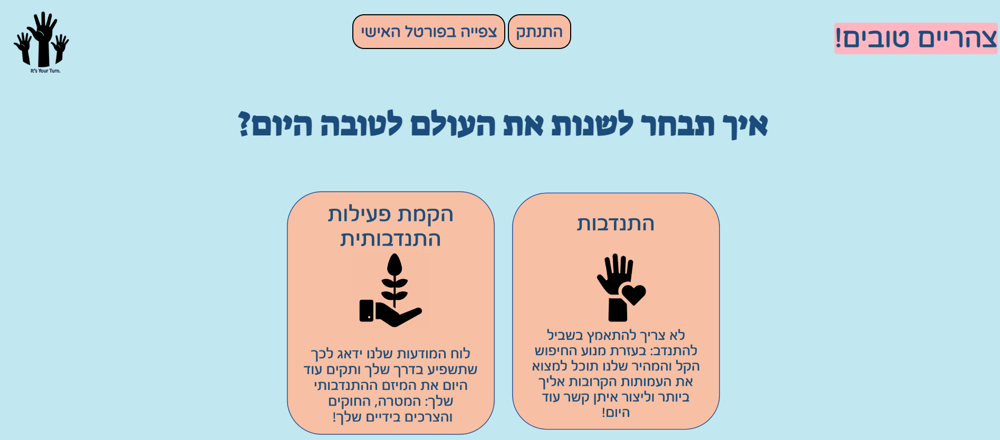 צהריים טובים!
התנתק
צפייה בפורטל האישי
It's Your Turn.
איך תבחר לשנות את העולם לטובה היום?
התנדבות
לא צריך להתאמץ בשביל
להתנדב: בעזרת מנוע החיפוש
הקל והמהיר שלנו תוכל למצוא
את העמותות הקרובות אליך
ביותר וליצור איתן קשר עוד
היום!
הקמת פעילות
התנדבותית
לוח המודעות שלנו ידאג לכך
שתשפיע בדרך שלך ותקים עוד
היום את המיזם ההתנדבותי
שלך: המטרה, החוקים
והצרכים בידיים שלך!